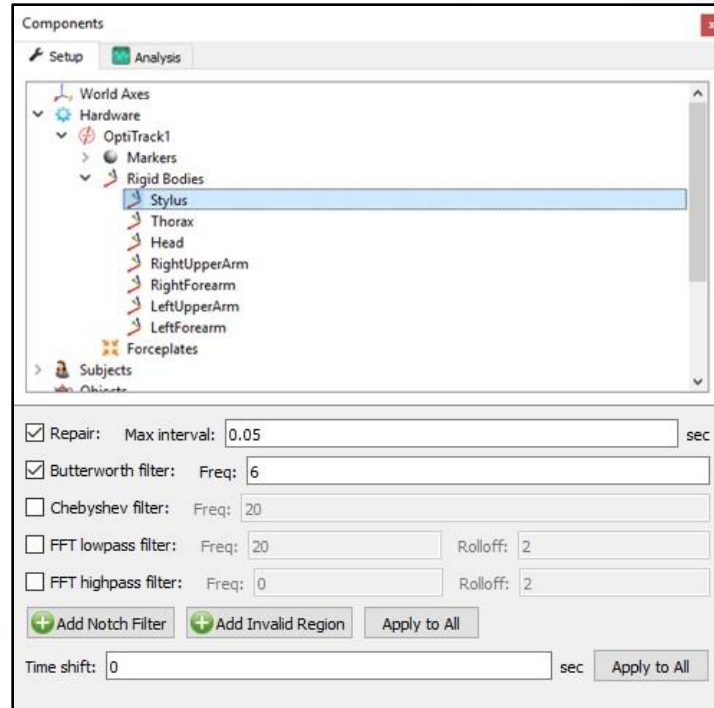 Components
x
Setup Analysis
World Axes
Hardware
OptiTrack1
Markers
Rigid Bodies
Stylus
Thorax
Head
RightUpperArm
RightForearm
LeftUpperArm
LeftForearm
Forceplates
Subjects
Objects
Repair: Max interval: 0.05 sec
Butterworth filter: Freq: 6
Chebyshev filter: Freq: 20
FFT lowpass filter: Freq: 20 Rolloff: 2
FFT highpass filter: Freq: 0 Rolloff: 2
Add Notch Filter Add Invalid Region Apply to All
Time shift: 0 sec Apply to All